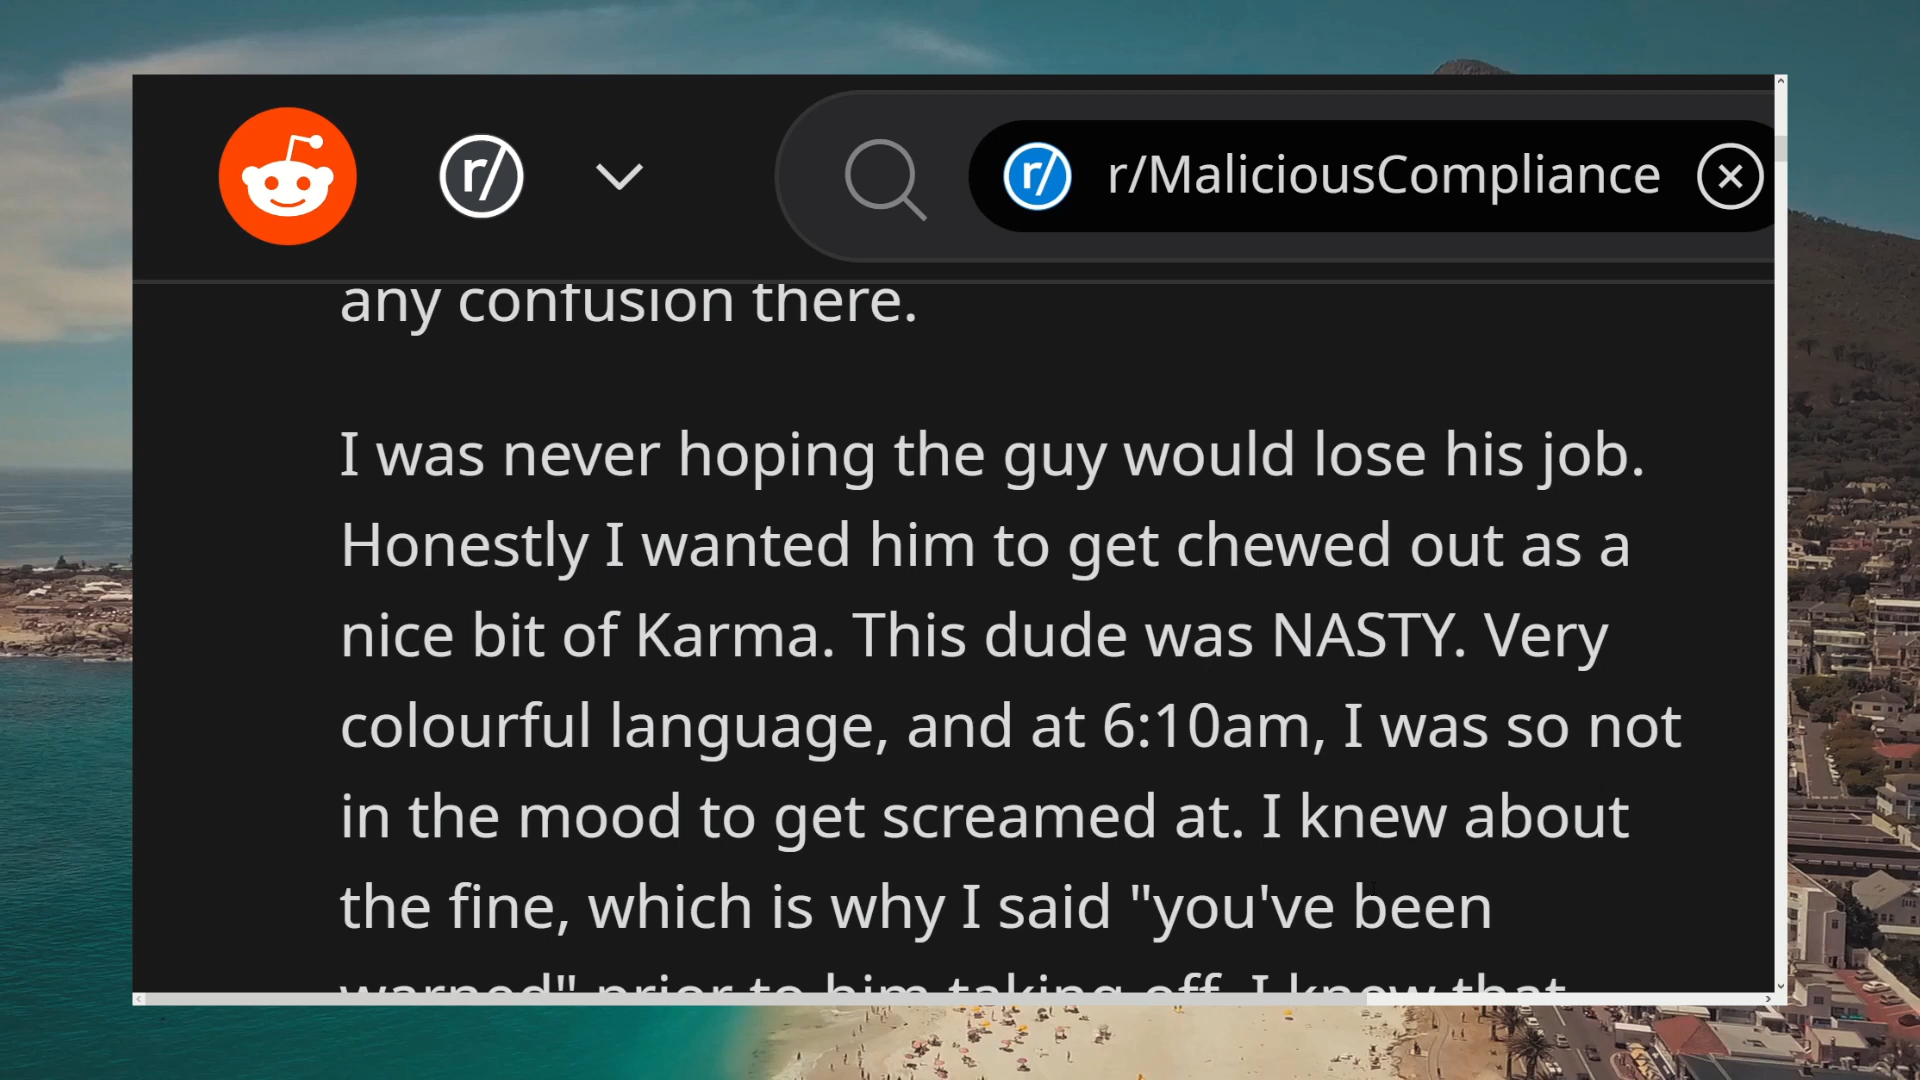 r/ r/ r/MaliciousCompliance
any confusion there.
I was never hoping the guy would lose his job.
Honestly I wanted him to get chewed out as a
nice bit of Karma. This dude was NASTY. Very
colourful language, and at 6:10am, I was so not
in the mood to get screamed at. I knew about
the fine, which is why I said "you've been
warned" prior to him taking off. I knew that